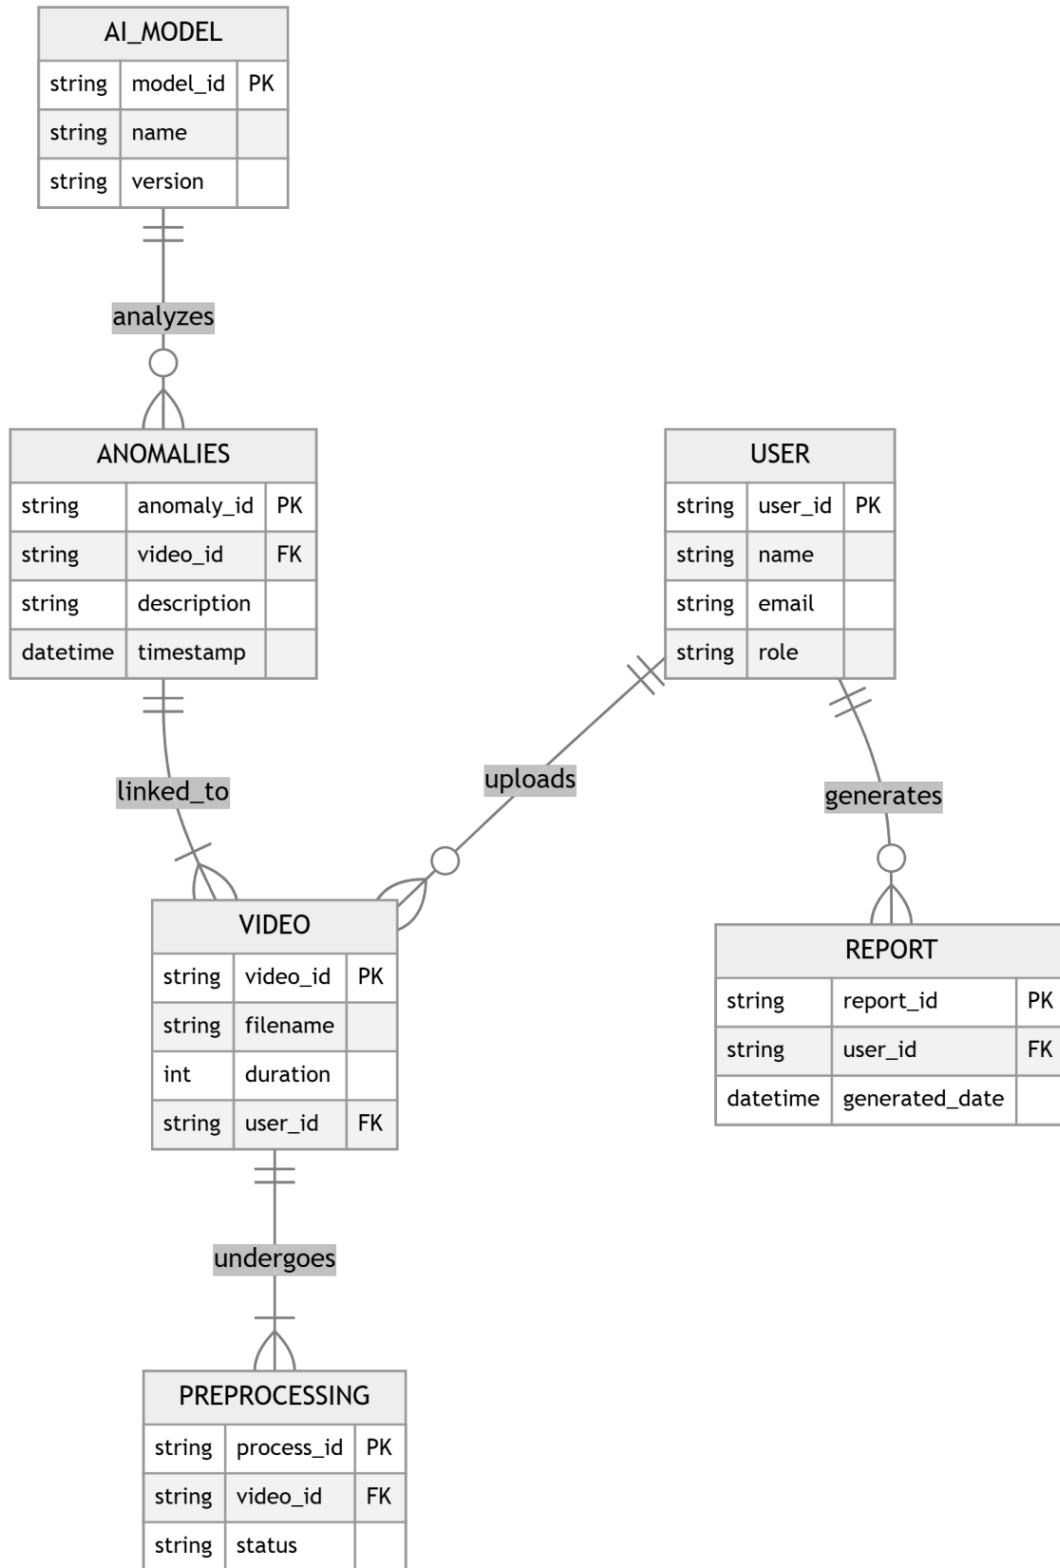 AI_MODEL
string model_id PK
string name
string version
analyzes
ANOMALIES
string anomaly_id PK
string video_id FK
string description
datetime timestamp
USER
string user_id PK
string name
string email
string role
linked_to
uploads
generates
VIDEO
string video_id PK
string filename
int duration
string user_id FK
REPORT
string report_id PK
string user_id FK
datetime generated_date
undergoes
PREPROCESSING
string process_id PK
string video_id FK
string status